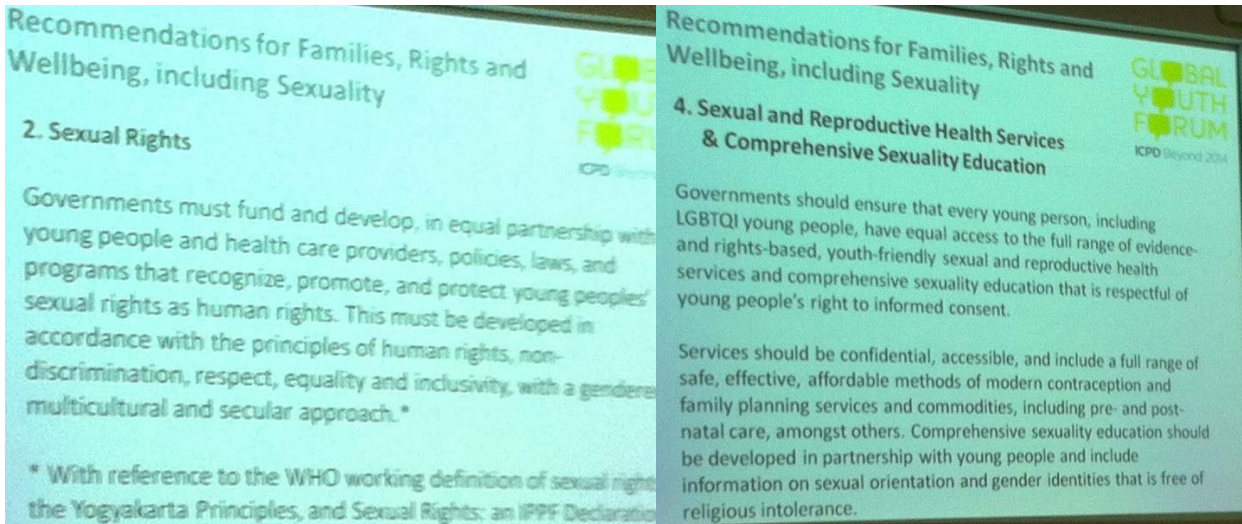 Recommendations for Families, Rights and
Wellbeing, including Sexuality
2. Sexual Rights
Governments must fund and develop, in equal partnership with
young people and health care providers, policies, laws, and
programs that recognize, promote, and protect young peoples'
sexual rights as human rights. This must be developed in
accordance with the principles of human rights, non-
discrimination, respect, equality and inclusivity, with a gendered
multicultural and secular approach.*
* With reference to the WHO working definition of sexual rights
the Yogyakarta Principles, and Sexual Rights: an IPPF Declaration
ICPD Beyond
Recommendations for Families, Rights and
Wellbeing, including Sexuality
GLOBAL
YOUTH
FORUM
ICPD Beyond 2014
4. Sexual and Reproductive Health Services
& Comprehensive Sexuality Education
Governments should ensure that every young person, including
LGBTQI young people, have equal access to the full range of evidence-
and rights-based, youth-friendly sexual and reproductive health
services and comprehensive sexuality education that is respectful of
young people's right to informed consent.
Services should be confidential, accessible, and include a full range of
safe, effective, affordable methods of modern contraception and
family planning services and commodities, including pre- and post-
natal care, amongst others. Comprehensive sexuality education should
be developed in partnership with young people and include
information on sexual orientation and gender identities that is free of
religious intolerance.